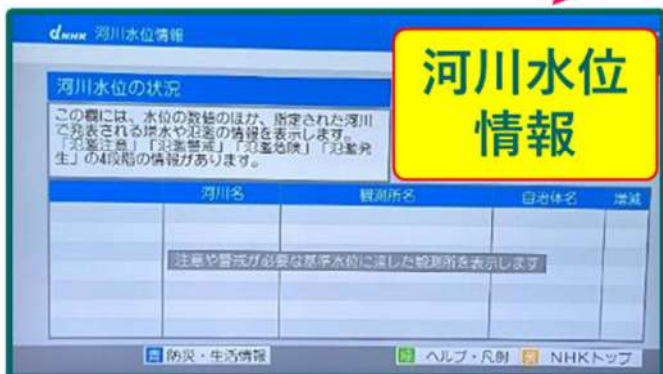 dNHK 河川水位情報
河川水位
情報
河川水位の状況
この欄には、水位の数値のほか、指定された河川
で発表される増水や氾濫の情報を表示します。
「氾濫注意」「氾濫警戒」「氾濫危険」「氾濫発
生」の4段階の情報があります。
河川名 観測所名 自治体名 増減
注意や警戒が必要な基準水位に達した観測所を表示します
青 防災・生活情報 緑 ヘルプ・凡例 黄 NHKトップ